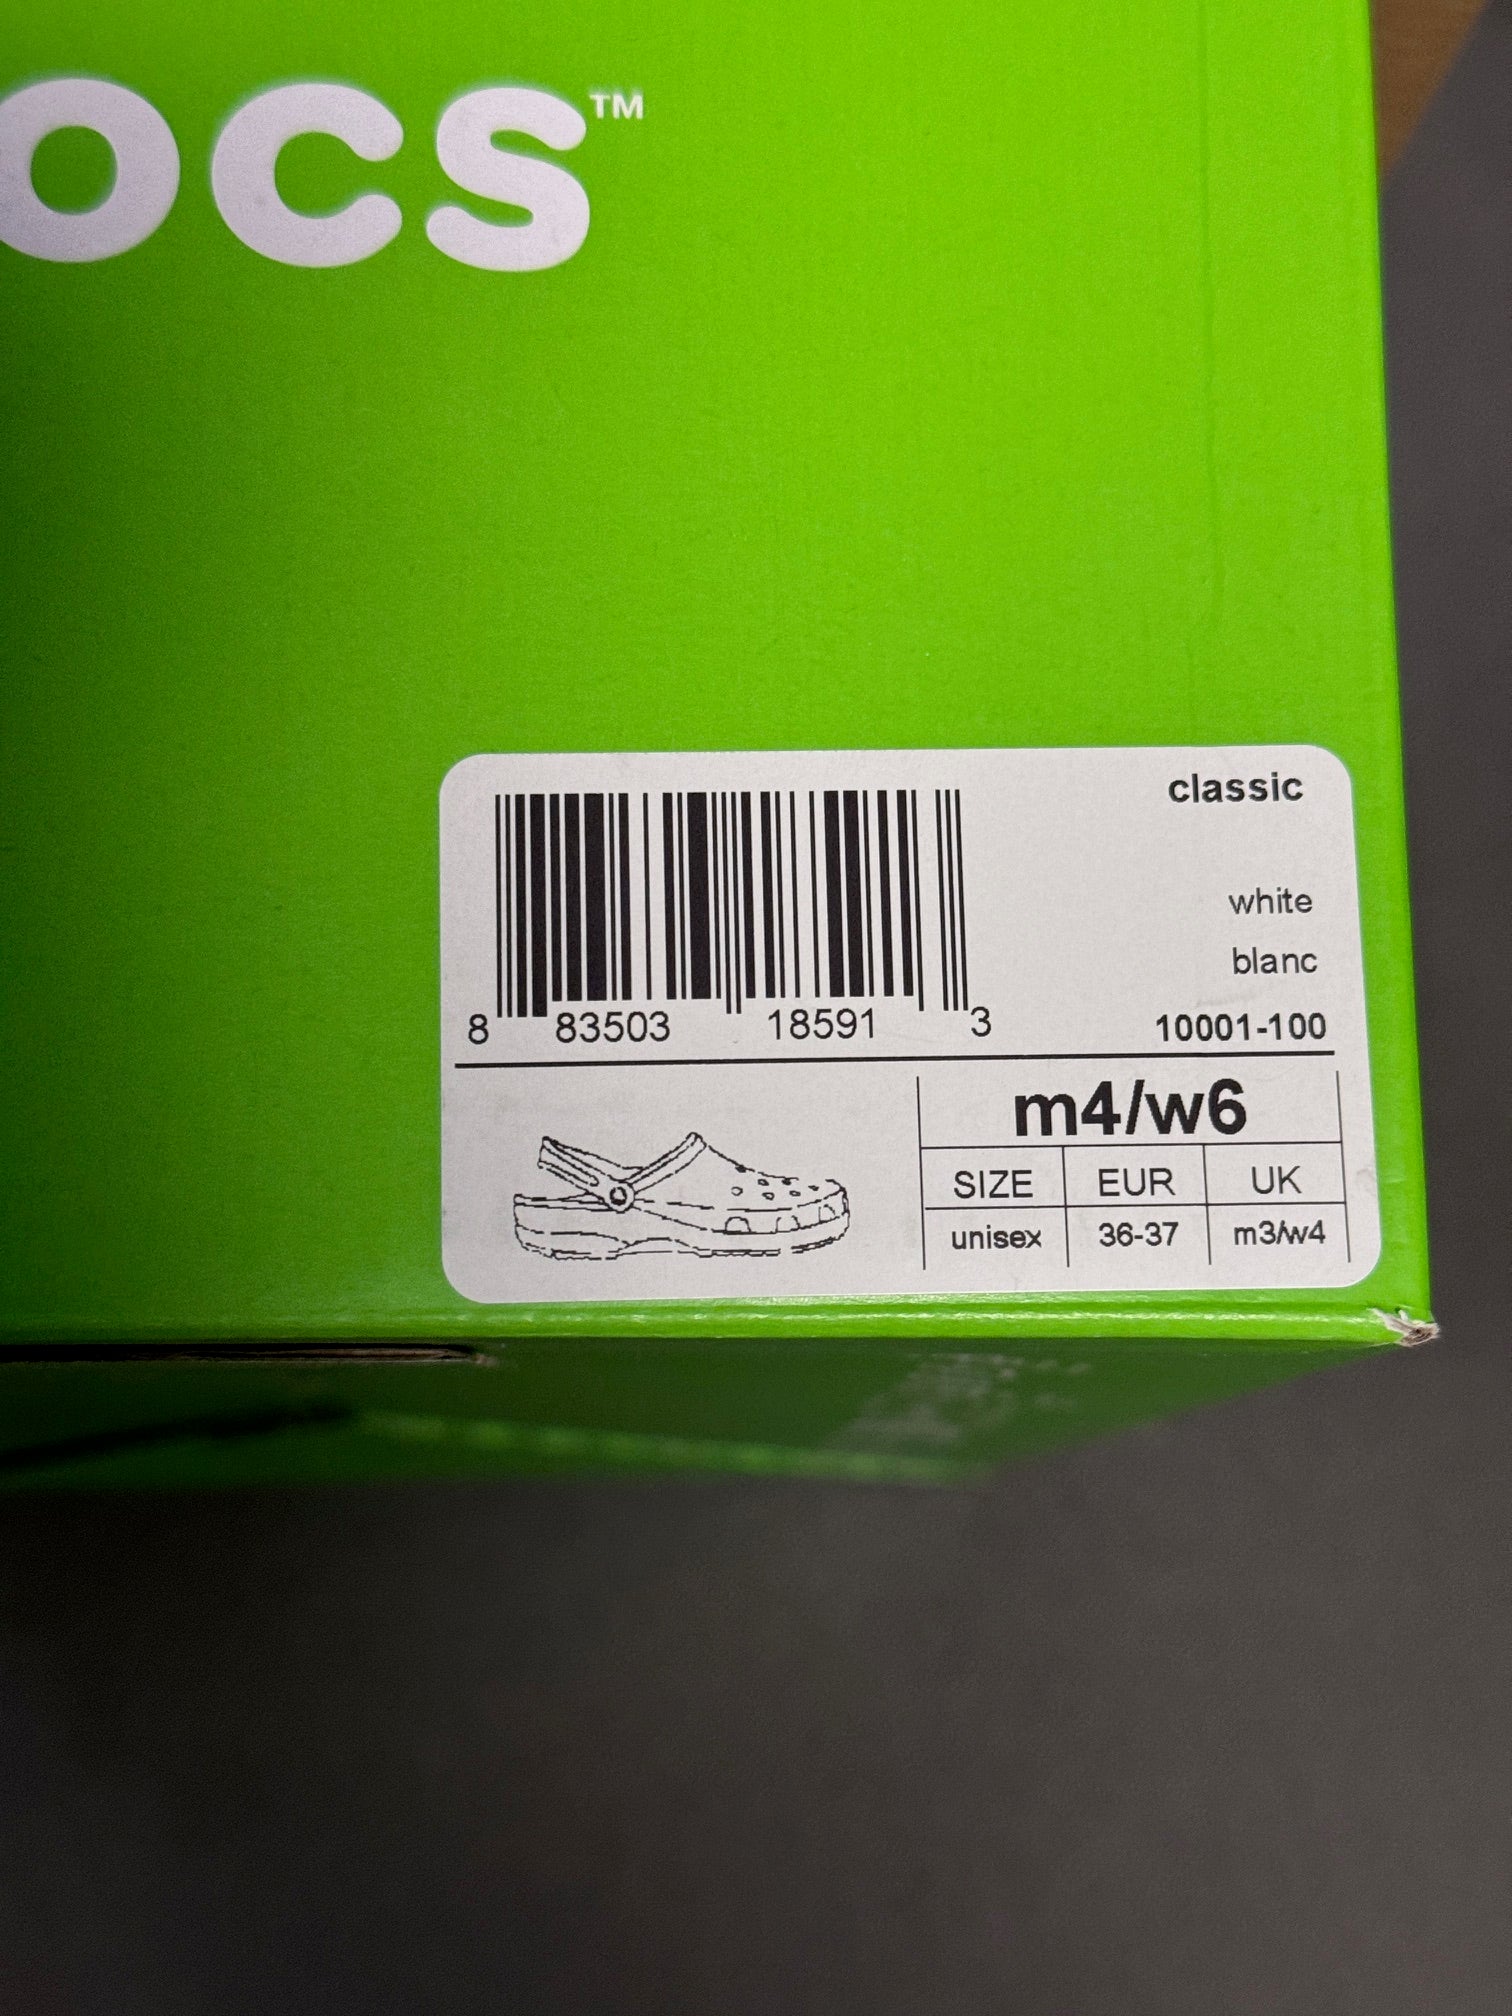 ocs™
classic
white
blanc
8 83503 18591 3
10001-100
m4/w6
SIZE EUR UK
unisex 36-37 m3/w4